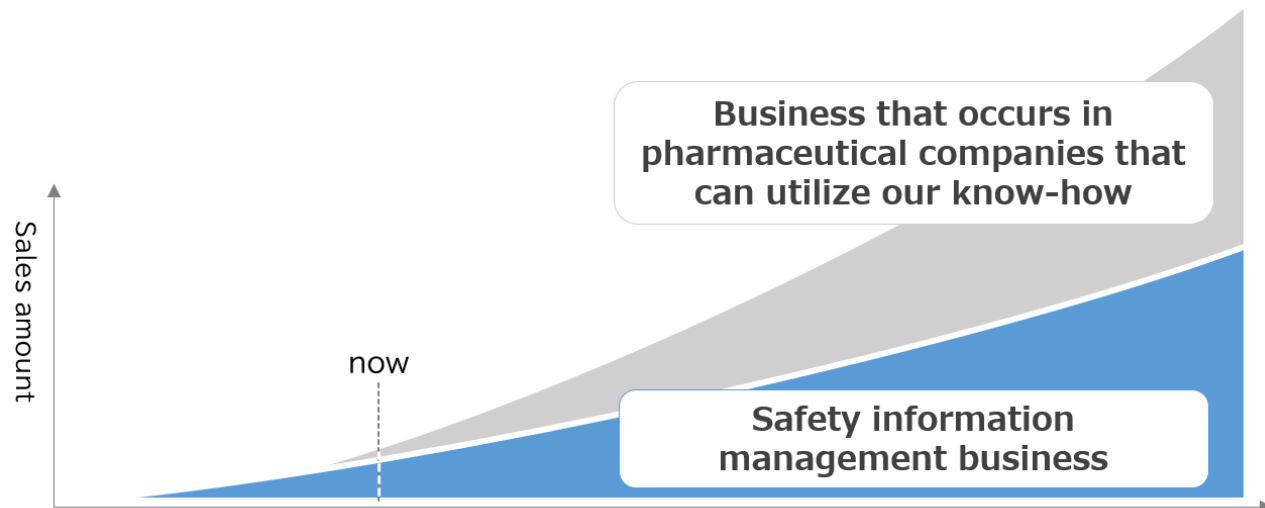 Business that occurs in
pharmaceutical companies that
can utilize our know-how
Sales amount
now
Safety information
management business